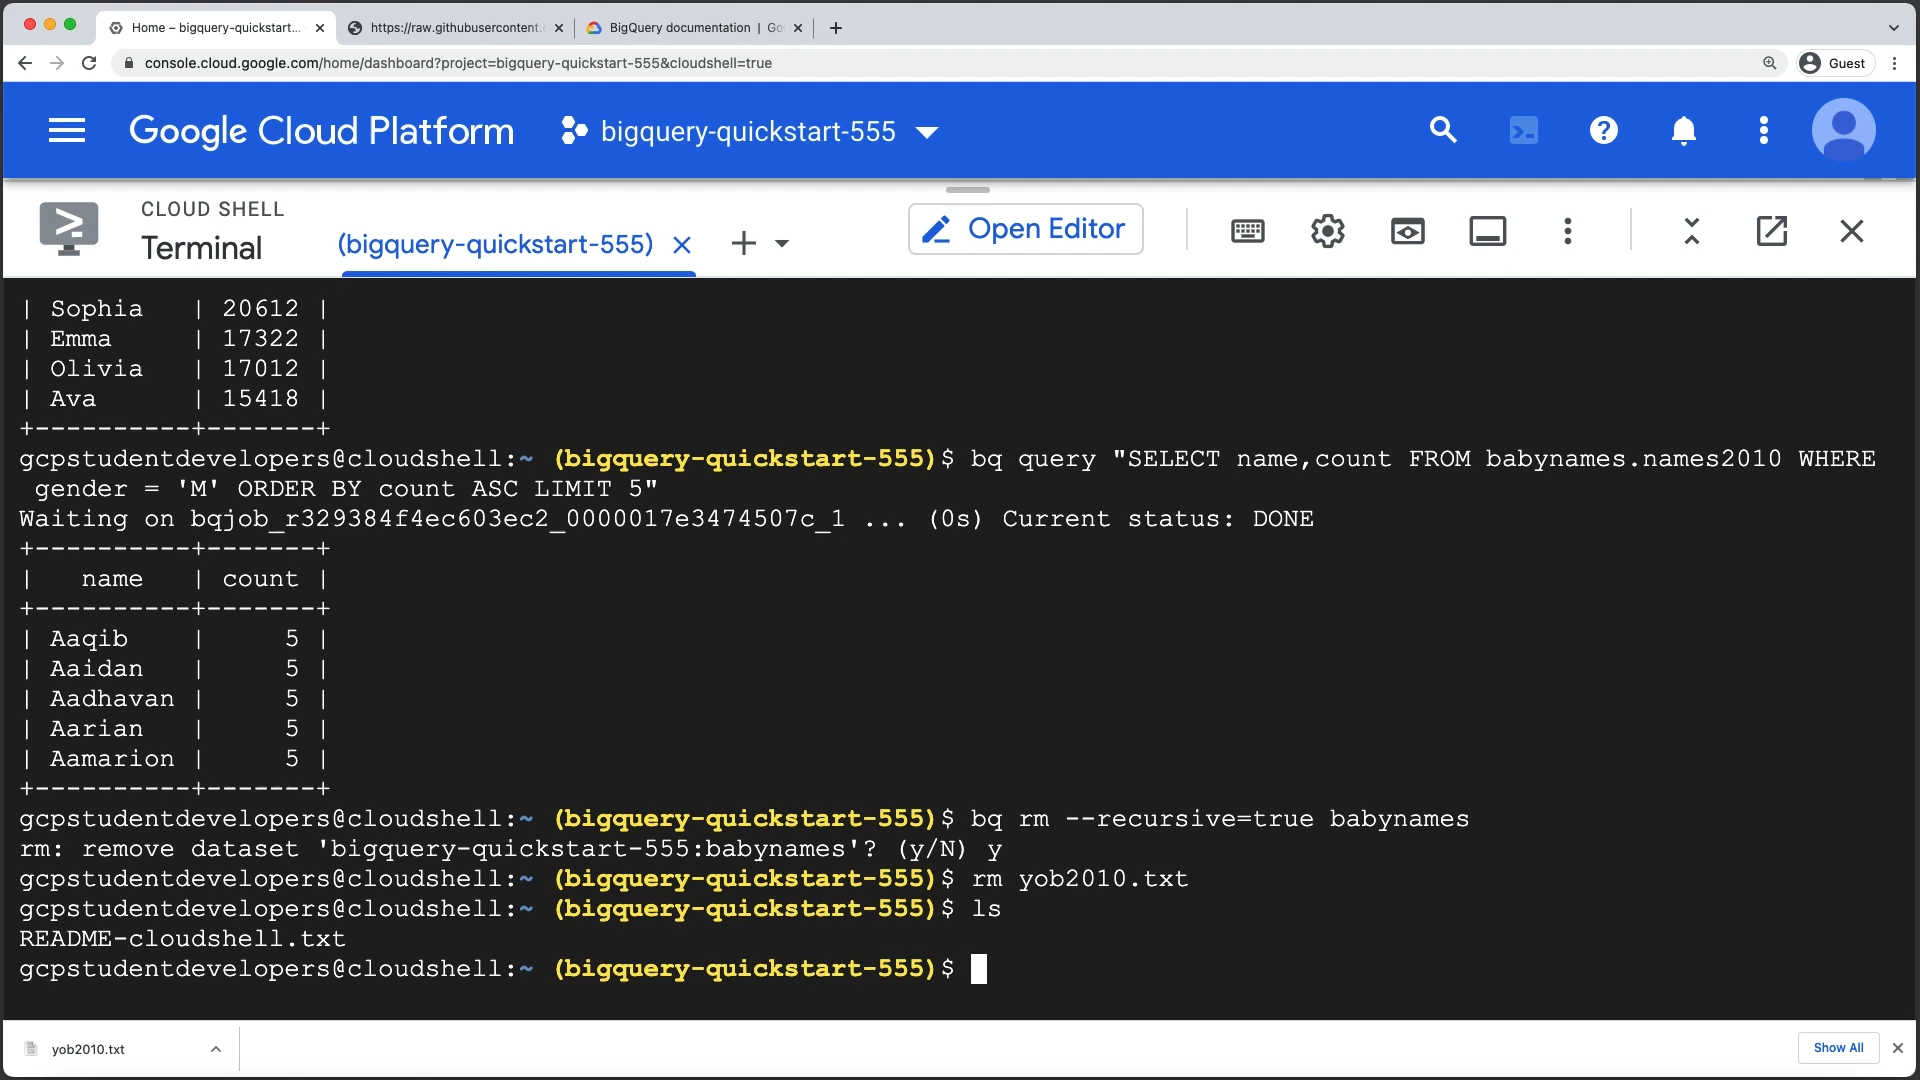 Home – bigquery-quickstart...
https://raw.githubusercontent.
BigQuery documentation | Go
console.cloud.google.com/home/dashboard?project=bigquery-quickstart-555&cloudshell=true
Guest
Google Cloud Platform
bigquery-quickstart-555
CLOUD SHELL
Terminal
(bigquery-quickstart-555)
Open Editor
| Sophia   | 20612 |
| Emma     | 17322 |
| Olivia   | 17012 |
| Ava      | 15418 |
+----------+-------+
gcpstudentdevelopers@cloudshell:~ (bigquery-quickstart-555)$ bq query "SELECT name,count FROM babynames.names2010 WHERE
 gender = 'M' ORDER BY count ASC LIMIT 5"
Waiting on bqjob_r329384f4ec603ec2_0000017e3474507c_1 ... (0s) Current status: DONE
+----------+-------+
|   name   | count |
+----------+-------+
| Aaqib    |     5 |
| Aaidan   |     5 |
| Aadhavan |     5 |
| Aarian   |     5 |
| Aamarion |     5 |
+----------+-------+
gcpstudentdevelopers@cloudshell:~ (bigquery-quickstart-555)$ bq rm --recursive=true babynames
rm: remove dataset 'bigquery-quickstart-555:babynames'? (y/N) y
gcpstudentdevelopers@cloudshell:~ (bigquery-quickstart-555)$ rm yob2010.txt
gcpstudentdevelopers@cloudshell:~ (bigquery-quickstart-555)$ ls
README-cloudshell.txt
gcpstudentdevelopers@cloudshell:~ (bigquery-quickstart-555)$
yob2010.txt
Show All